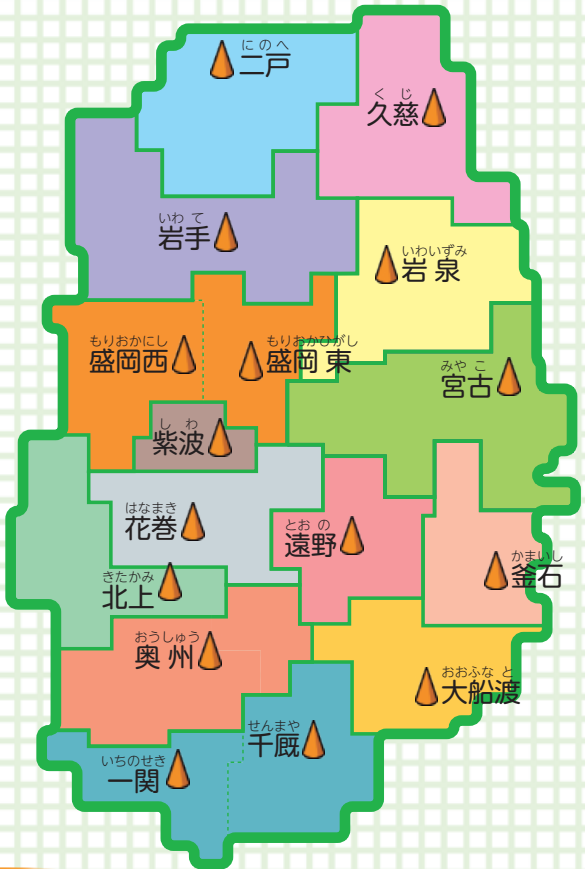 にのへ
二戸
くじ
久慈
いわて
岩手
いわいずみ
岩泉
もりおかにし
盛岡西
もりおかひがし
盛岡東
みやこ
宮古
しわ
紫波
はなまき
花巻
とおの
遠野
かまいし
釜石
きたかみ
北上
おうしゅう
奥州
おおふなと
大船渡
せんまや
千厩
いちのせき
一関